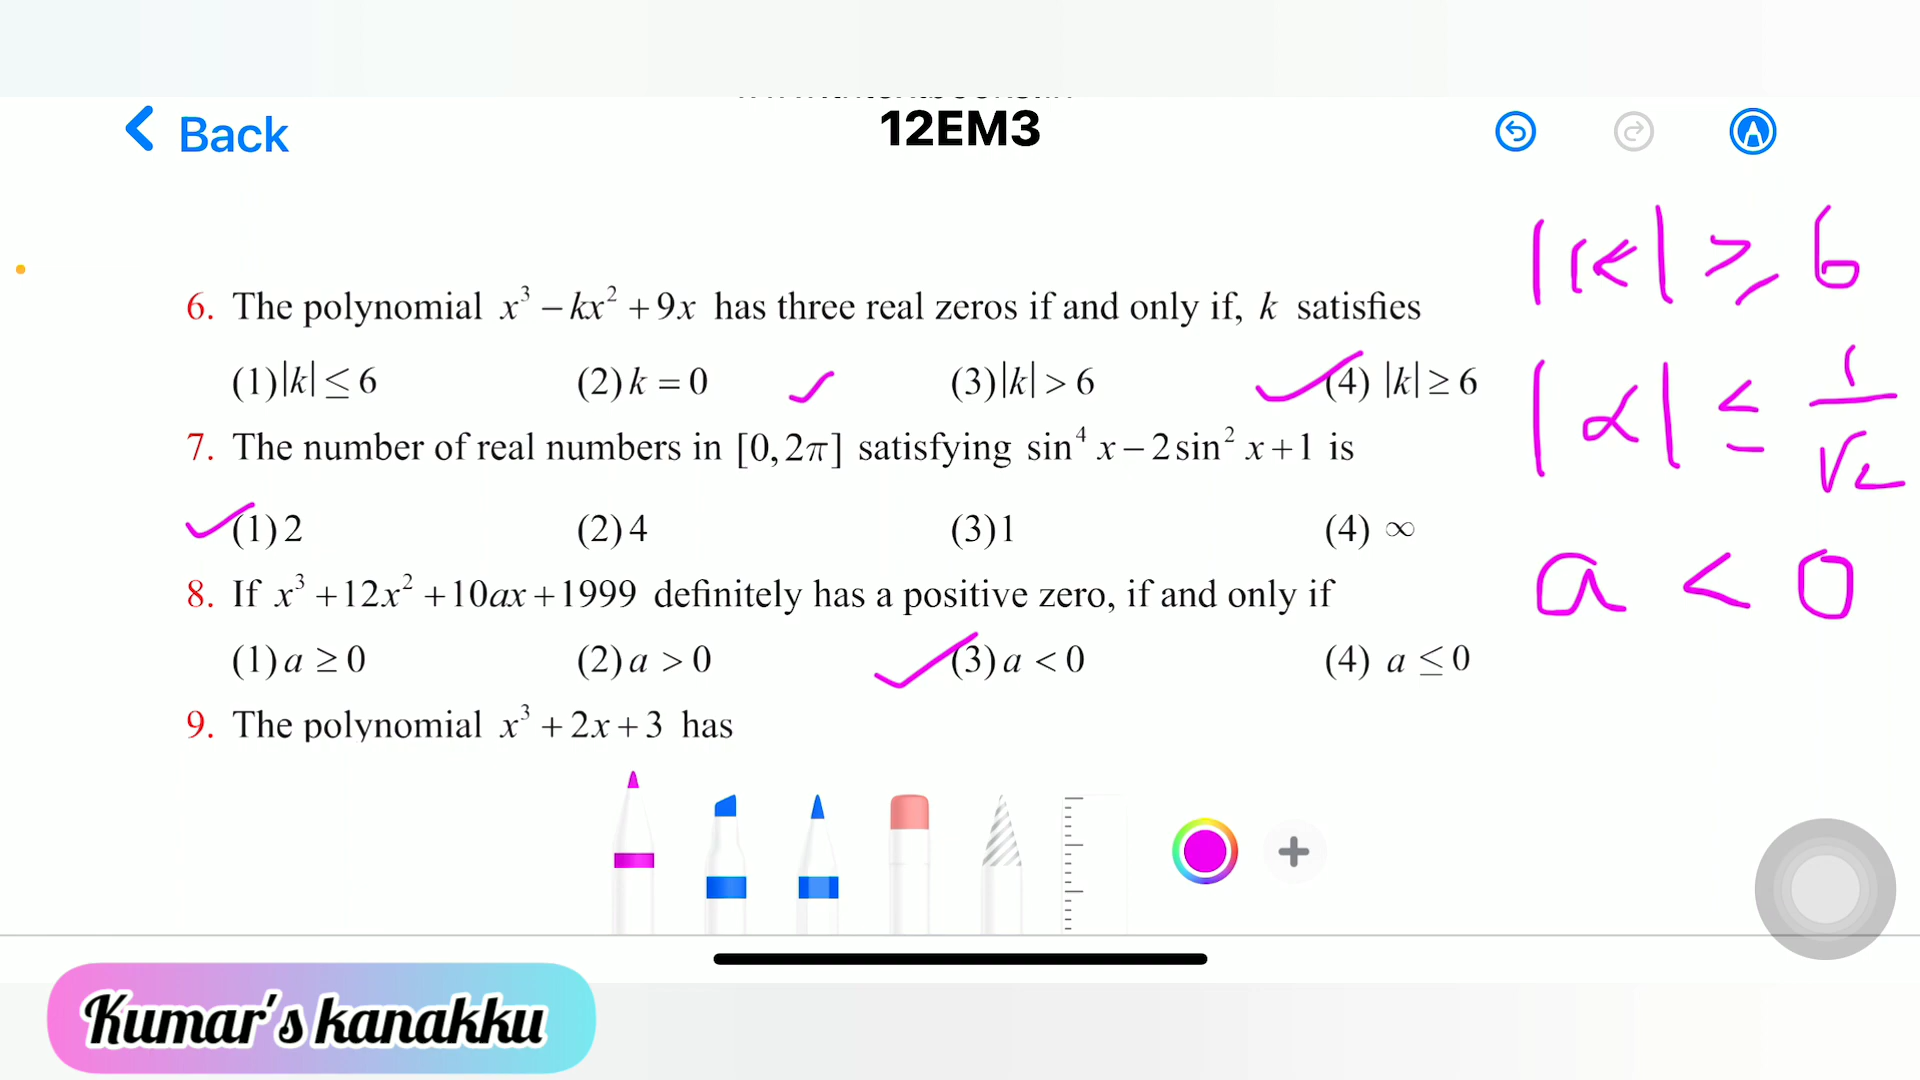 Back
12EM3
6. The polynomial x³ − kx² + 9x has three real zeros if and only if, k satisfies
(1)|k| ≤ 6 (2) k = 0 (3)|k| > 6 (4) |k| ≥ 6
7. The number of real numbers in [0, 2π] satisfying sin⁴ x − 2sin² x + 1 is
(1) 2 (2) 4 (3) 1 (4) ∞
8. If x³ + 12x² + 10ax + 1999 definitely has a positive zero, if and only if
(1) a ≥ 0 (2) a > 0 (3) a < 0 (4) a ≤ 0
9. The polynomial x³ + 2x + 3 has
|k| ≥ 6
|α| ≤ 1/√2
a < 0
Kumar's kanakku